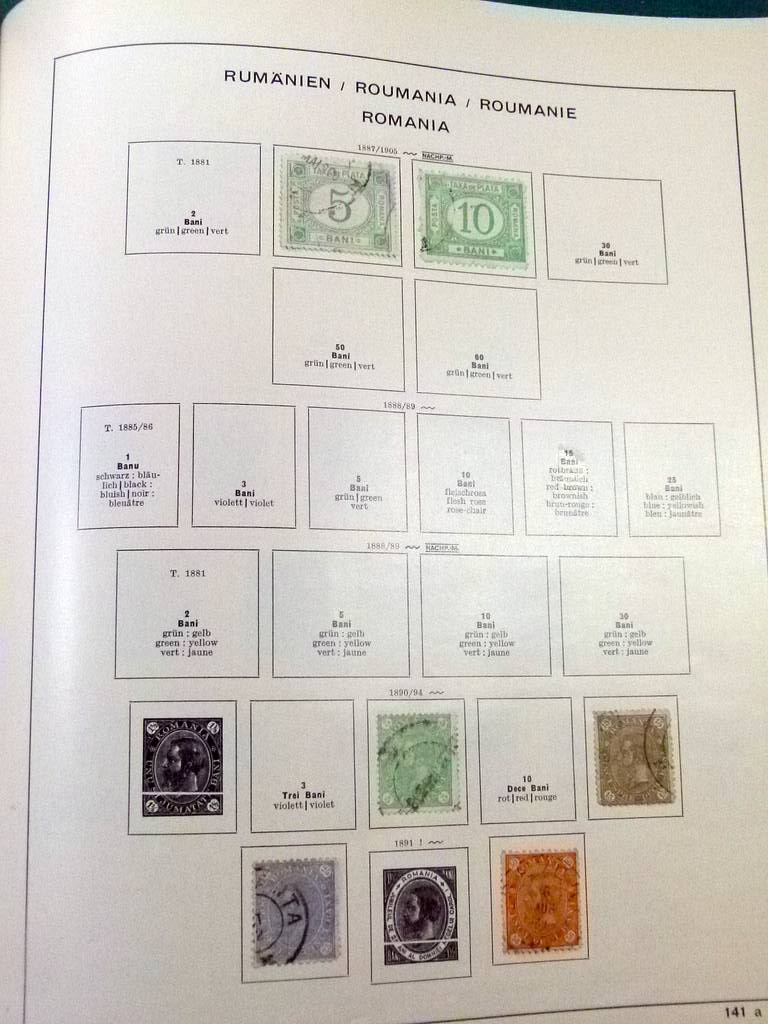 RUMÄNIEN / ROUMANIA / ROUMANIE
ROMANIA
1887/1905 NACHP.-M.
T. 1881
2
Bani
grün|green|vert
TAXA DE PLATA
ROMANIA
5
BANI
TAXA DE PLATA
POSTA
ROMANIA
10
BANI
30
Bani
grün|green|vert
50
Bani
grün|green|vert
60
Bani
grün|green|vert
1888/89
T. 1885/86
1
Banu
schwarz : bläu-
lich|black :
bluish|noir :
bleuâtre
3
Bani
violett|violet
5
Bani
grün|green
vert
10
Bani
fleischrosa
flesh rose
rose-chair
15
Bani
rotbraun :
bräunlich
red-brown :
brownish
brun-rouge :
brunâtre
25
Bani
blau : gelblich
blue : yellowish
bleu : jaunâtre
1888/89 NACHP.-M.
T. 1881
2
Bani
grün : gelb
green : yellow
vert : jaune
5
Bani
grün : gelb
green : yellow
vert : jaune
10
Bani
grün : gelb
green : yellow
vert : jaune
30
Bani
grün : gelb
green : yellow
vert : jaune
1890/94
ROMANIA
UNU
BANI
JUMATATE
3
Trei Bani
violett|violet
10
Dece Bani
rot|red|rouge
1891 !
ROMANIA
141 a